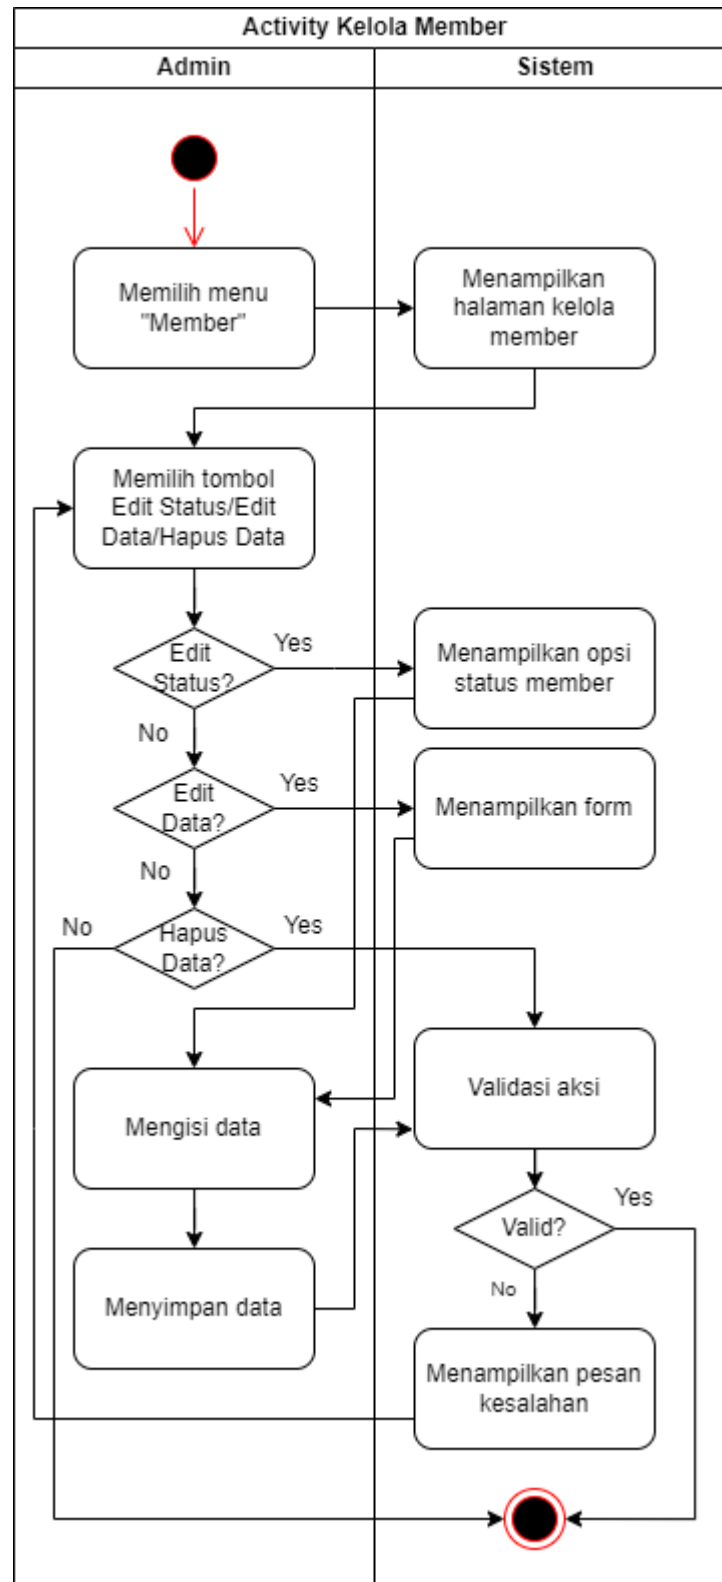 Activity Kelola Member
Admin
Sistem
Memilih menu
"Member"
Menampilkan
halaman kelola
member
Memilih tombol
Edit Status/Edit
Data/Hapus Data
Edit
Status?
Yes
Menampilkan opsi
status member
No
Edit
Data?
Yes
Menampilkan form
No
No
Hapus
Data?
Yes
Mengisi data
Validasi aksi
Valid?
Yes
No
Menyimpan data
Menampilkan pesan
kesalahan